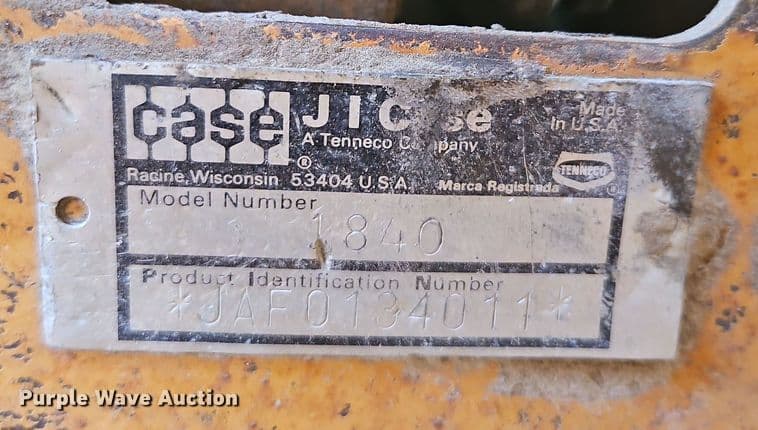 case J I Case
A Tenneco Company
Made
In U.S.A.
Racine, Wisconsin 53404 U.S.A. Marca Registrada TENNECO
Model Number
1840
Product Identification Number
*JAF0134011*
Purple Wave Auction